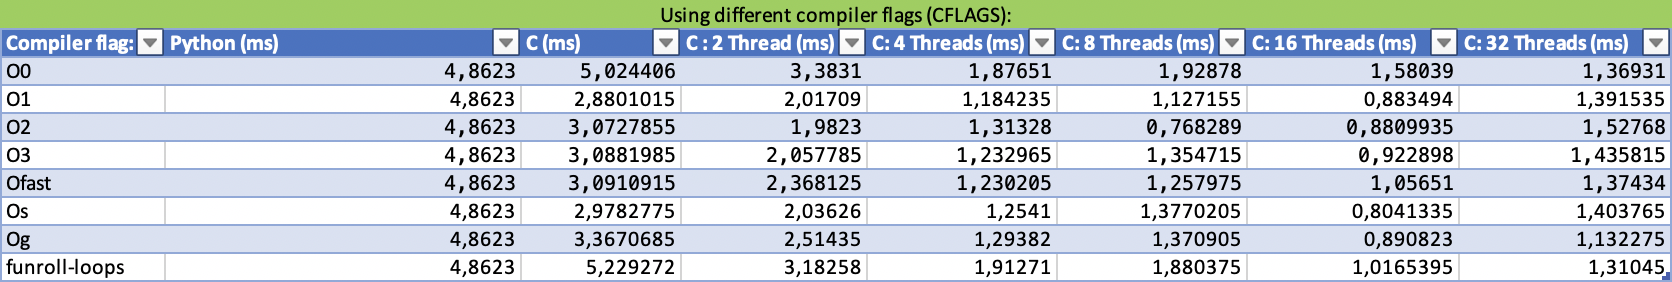 Using different compiler flags (CFLAGS):
Compiler flag: Python (ms) C (ms) C : 2 Thread (ms) C: 4 Threads (ms) C: 8 Threads (ms) C: 16 Threads (ms) C: 32 Threads (ms)
O0 4,8623 5,024406 3,3831 1,87651 1,92878 1,58039 1,36931
O1 4,8623 2,8801015 2,01709 1,184235 1,127155 0,883494 1,391535
O2 4,8623 3,0727855 1,9823 1,31328 0,768289 0,8809935 1,52768
O3 4,8623 3,0881985 2,057785 1,232965 1,354715 0,922898 1,435815
Ofast 4,8623 3,0910915 2,368125 1,230205 1,257975 1,05651 1,37434
Os 4,8623 2,9782775 2,03626 1,2541 1,3770205 0,8041335 1,403765
Og 4,8623 3,3670685 2,51435 1,29382 1,370905 0,890823 1,132275
funroll-loops 4,8623 5,229272 3,18258 1,91271 1,880375 1,0165395 1,31045